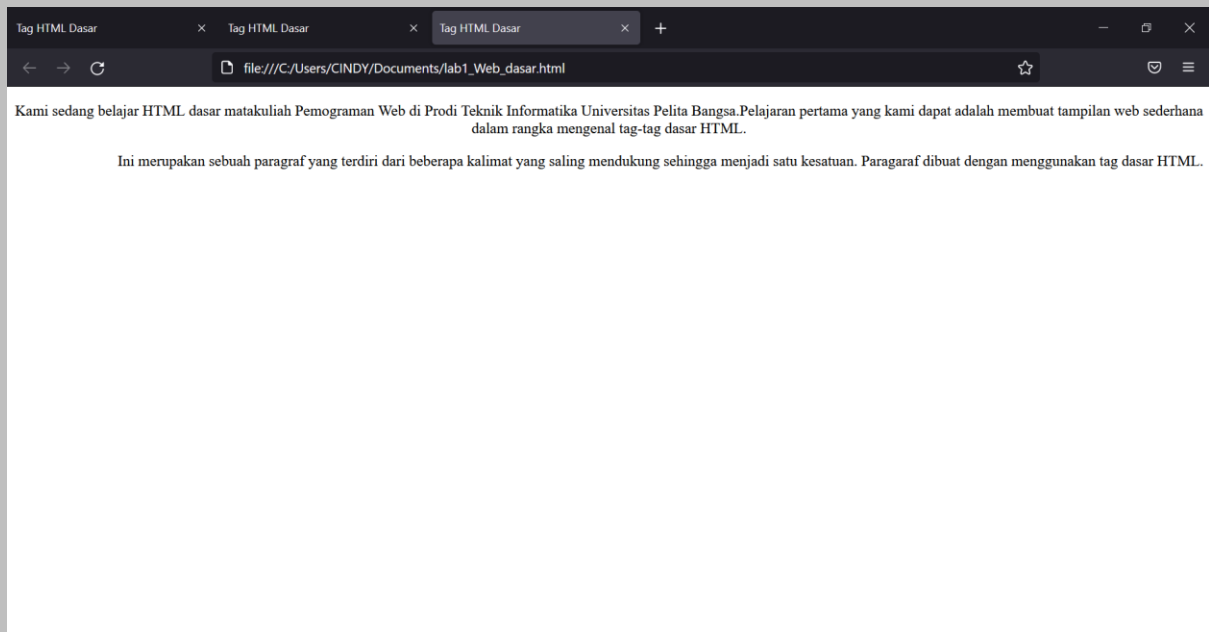 Tag HTML Dasar
Tag HTML Dasar
Tag HTML Dasar
file:///C:/Users/CINDY/Documents/lab1_Web_dasar.html
Kami sedang belajar HTML dasar matakuliah Pemograman Web di Prodi Teknik Informatika Universitas Pelita Bangsa.Pelajaran pertama yang kami dapat adalah membuat tampilan web sederhana
dalam rangka mengenal tag-tag dasar HTML.
Ini merupakan sebuah paragraf yang terdiri dari beberapa kalimat yang saling mendukung sehingga menjadi satu kesatuan. Paragaraf dibuat dengan menggunakan tag dasar HTML.